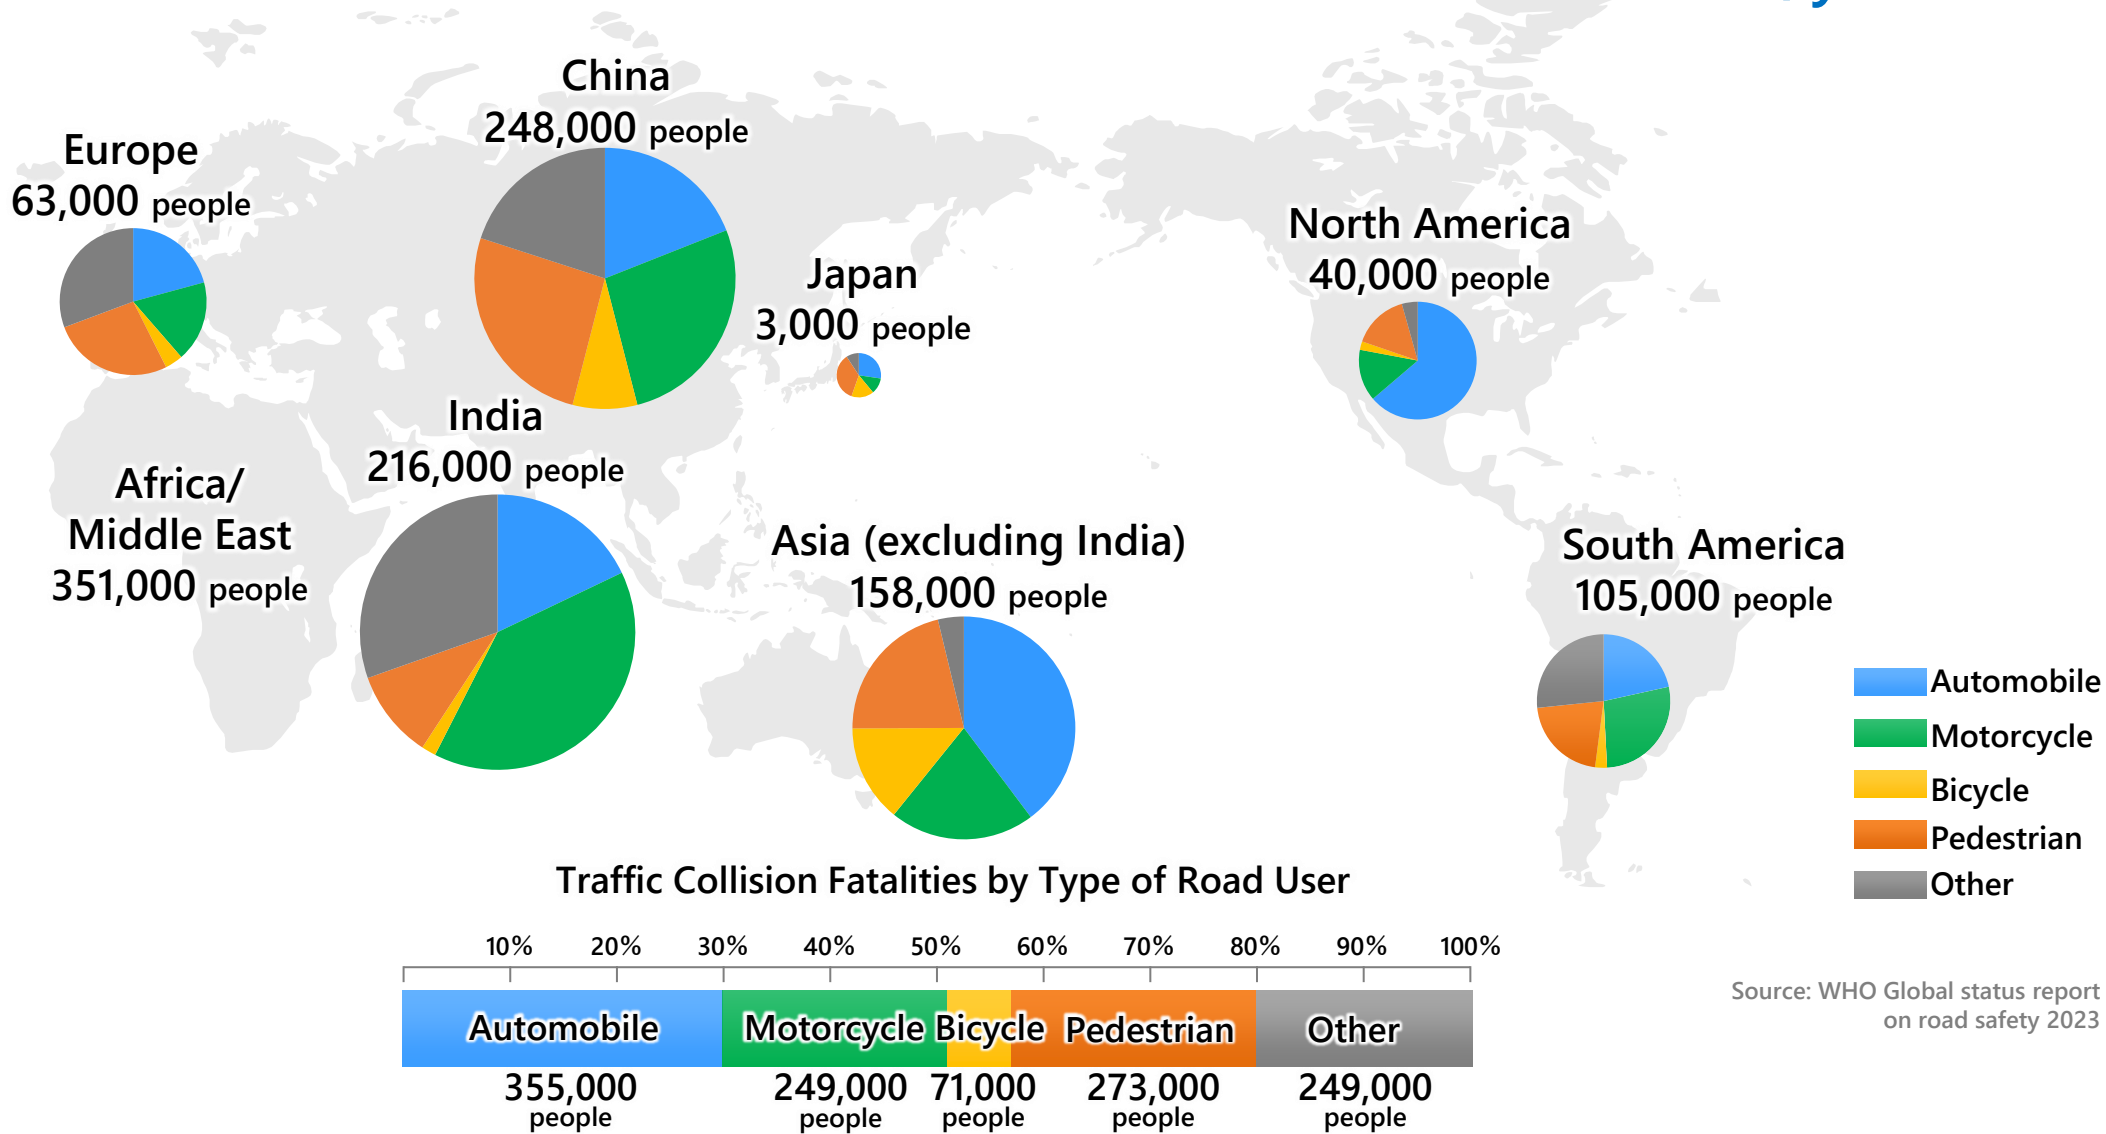 China
248,000 people
Europe
63,000 people
North America
40,000 people
Japan
3,000 people
India
216,000 people
Africa/
Middle East
351,000 people
Asia (excluding India)
158,000 people
South America
105,000 people
Automobile
Motorcycle
Bicycle
Pedestrian
Other
Traffic Collision Fatalities by Type of Road User
10% 20% 30% 40% 50% 60% 70% 80% 90% 100%
Automobile Motorcycle Bicycle Pedestrian Other
355,000 249,000 71,000 273,000 249,000
people people people people people
Source: WHO Global status report
on road safety 2023